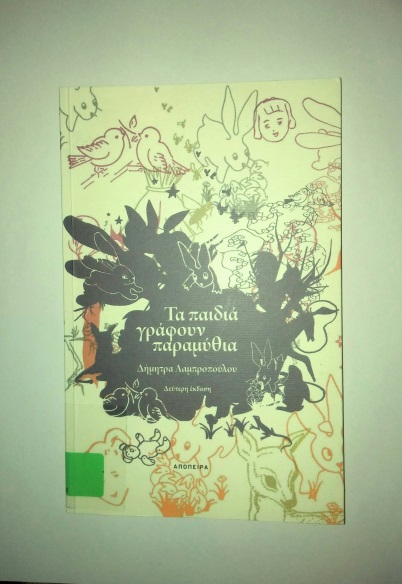 Τα παιδιά
γράφουν
παραμύθια
Δήμητρα Λαμπροπούλου
Δεύτερη έκδοση
ΑΠΟΠΕΙΡΑ